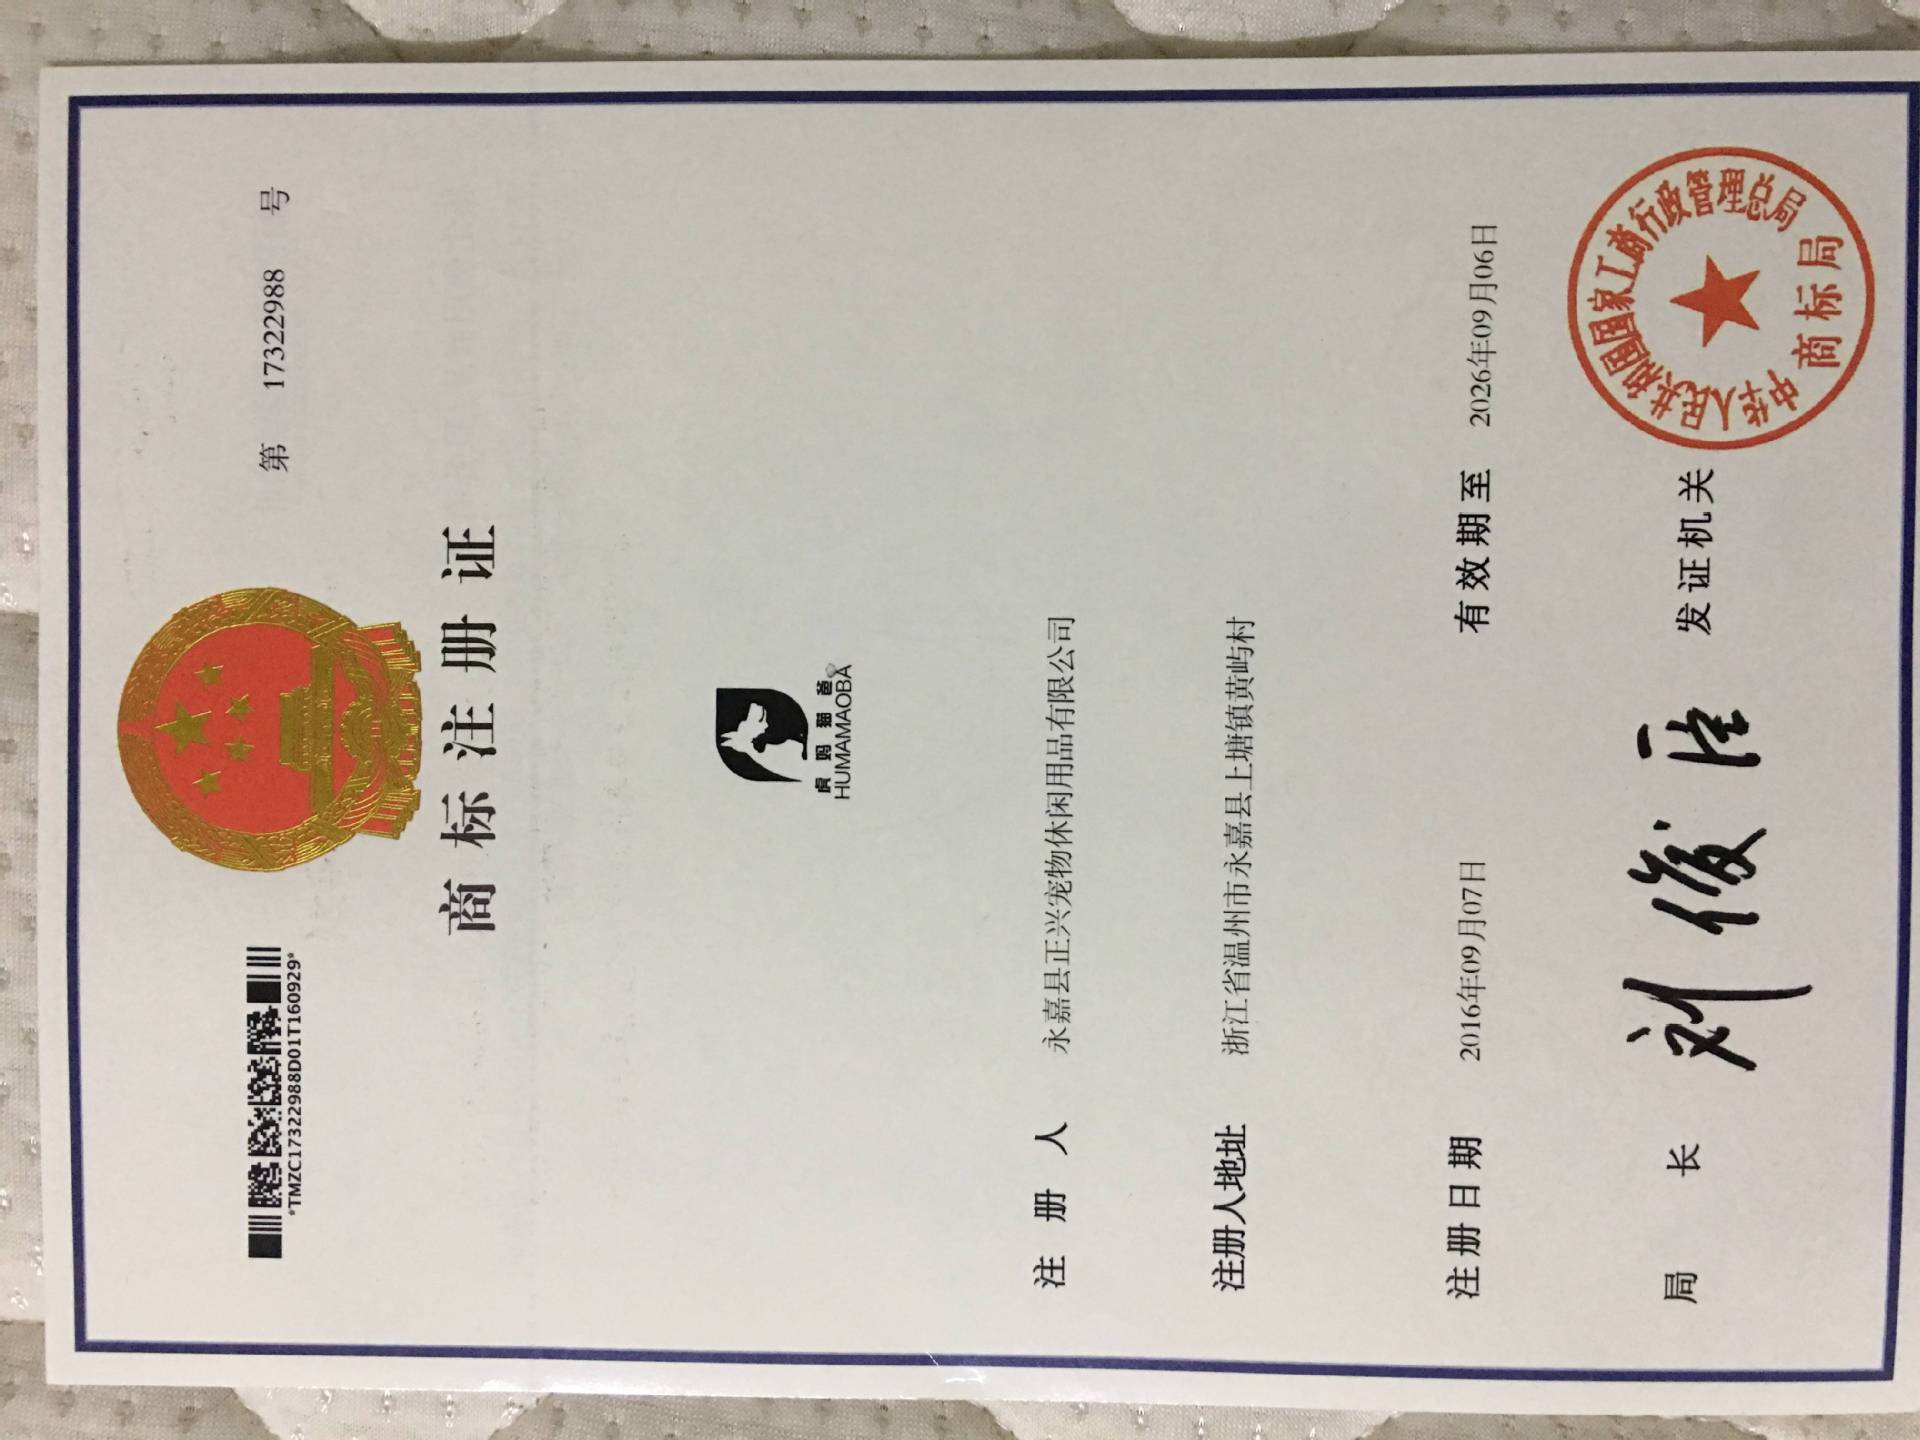 *TMZC17322988D01T160929*
第 17322988 号
商标注册证
虎妈猫爸
HUMAMAOBA
注册人 永嘉县正兴宠物休闲用品有限公司
注册人地址 浙江省温州市永嘉县上塘镇黄屿村
注册日期 2016年09月07日 有效期至 2026年09月06日
局长 刘俊臣 发证机关
中华人民共和国国家工商行政管理总局
商标局